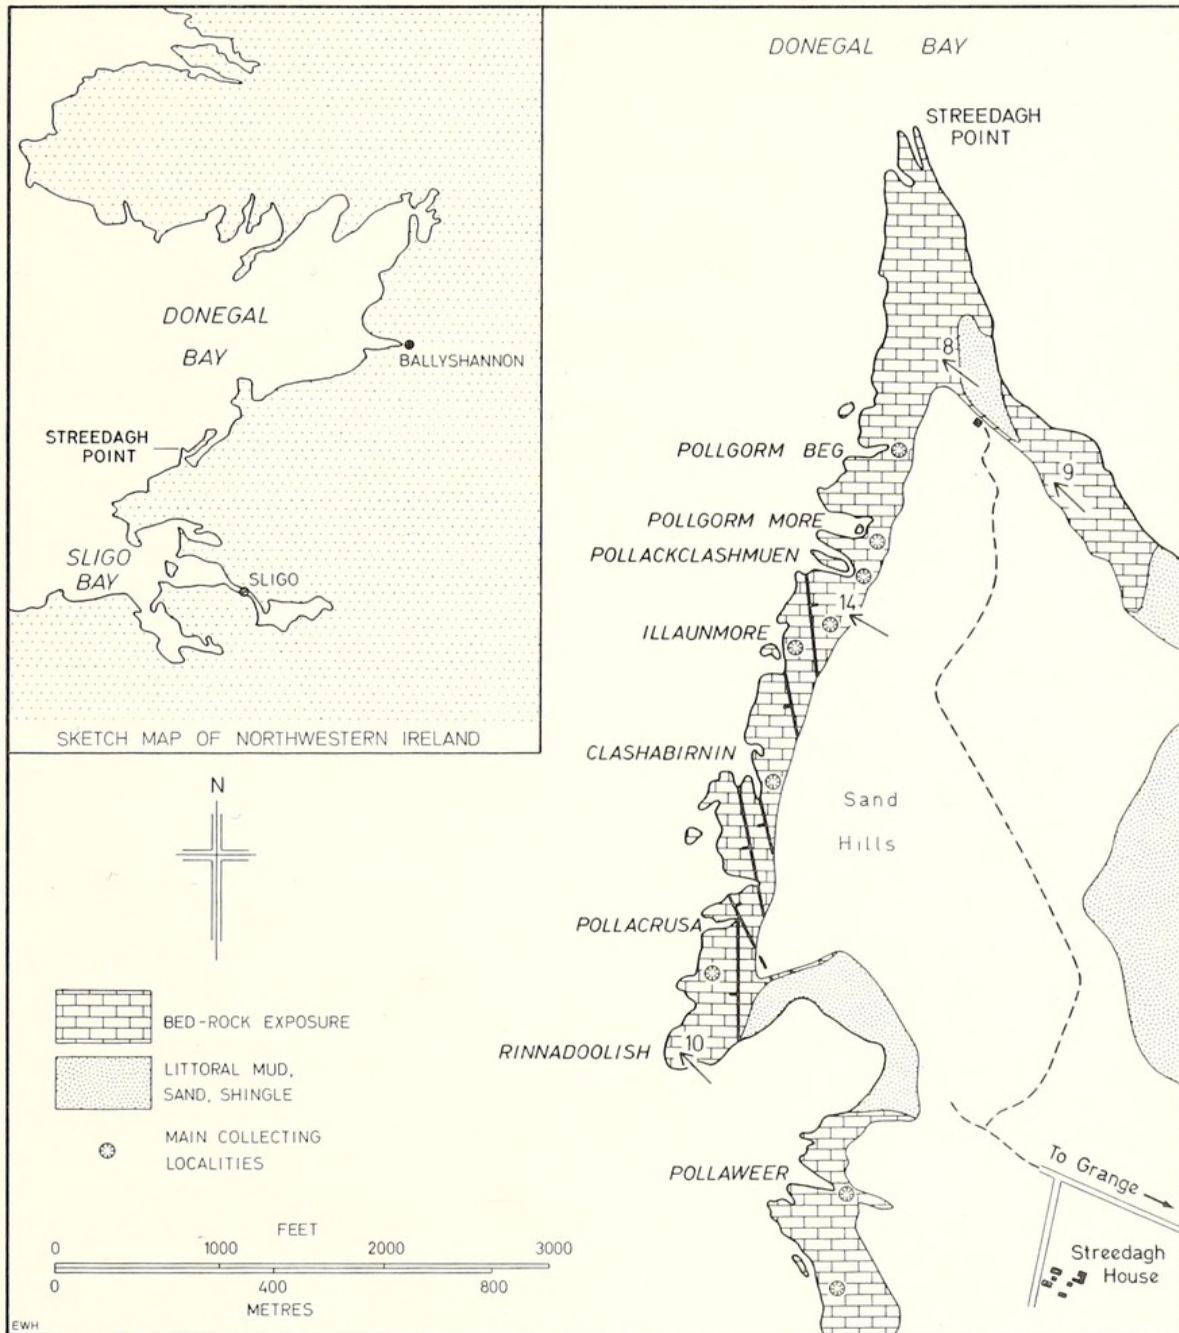 DONEGAL
BAY
BALLYSHANNON
STREEDAGH
POINT
SLIGO
BAY
SLIGO
SKETCH MAP OF NORTHWESTERN IRELAND
N
BED-ROCK EXPOSURE
LITTORAL MUD,
SAND, SHINGLE
MAIN COLLECTING
LOCALITIES
FEET
0 1000 2000 3000
0 400 800
METRES
EWH
DONEGAL BAY
STREEDAGH
POINT
8
POLLGORM BEG
9
POLLGORM MORE
POLLACKCLASHMUEN
14
ILLAUNMORE
CLASHABIRNIN
Sand
Hills
POLLACRUSA
RINNADOOLISH
10
POLLAWEER
To Grange
Streedagh
House